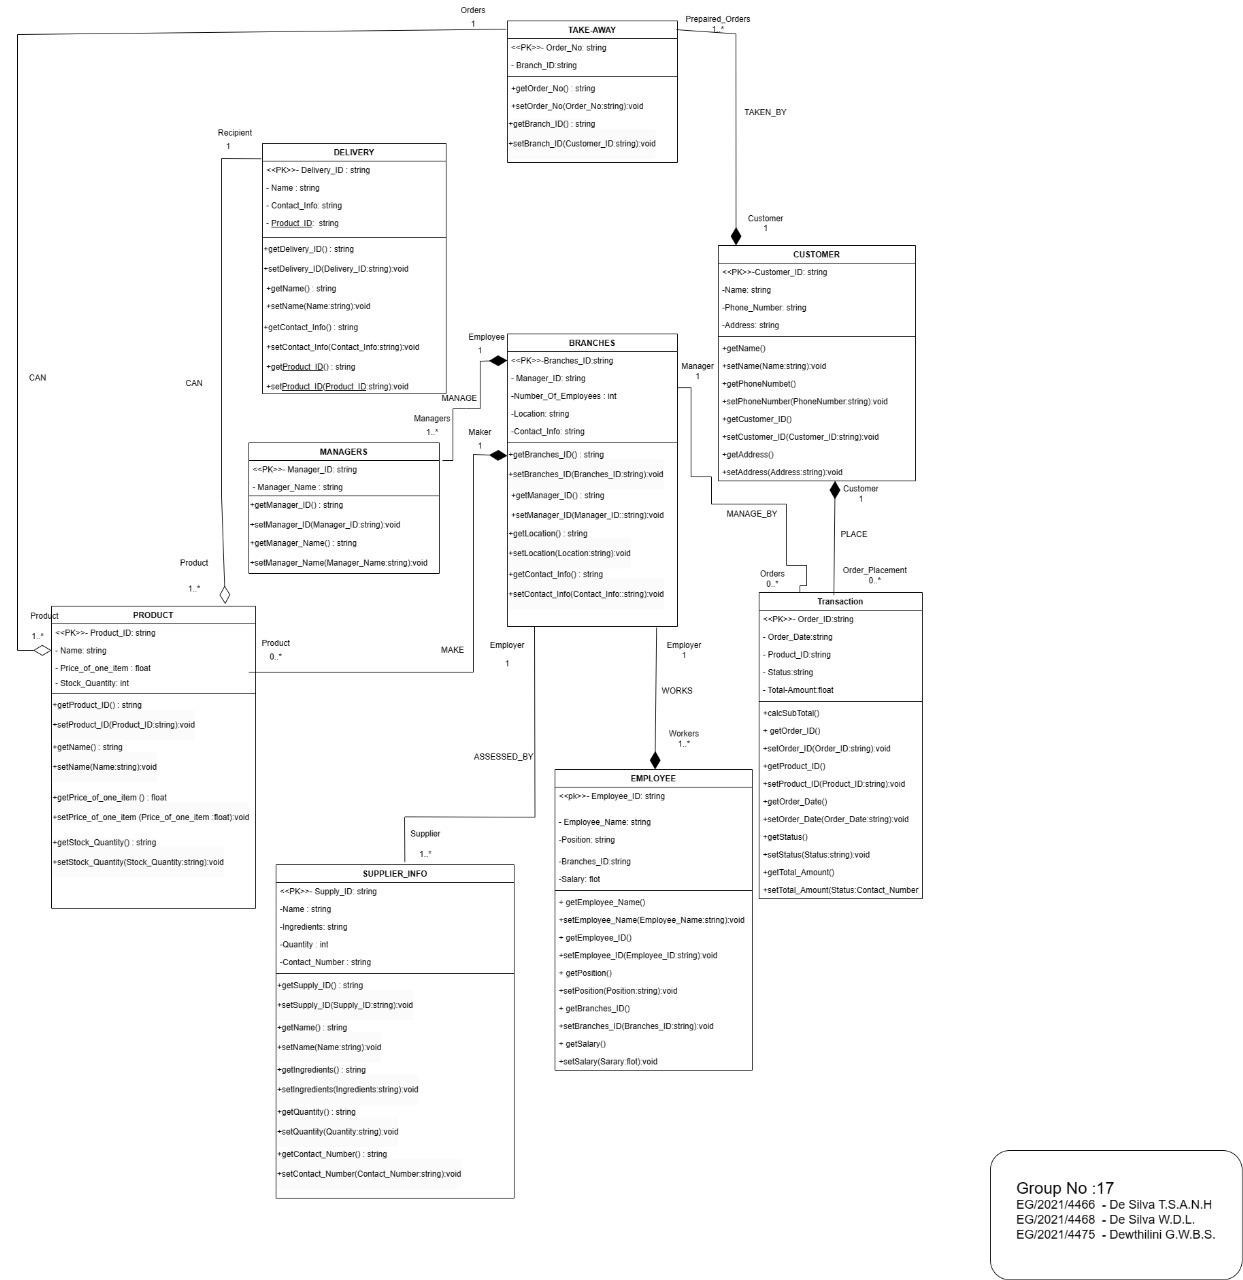 Orders
1
Prepaired_Orders
1..*
TAKE-AWAY
<<PK>>- Order_No: string
- Branch_ID:string
+getOrder_No() : string
+setOrder_No(Order_No:string):void
+getBranch_ID() : string
+setBranch_ID(Customer_ID:string):void
TAKEN_BY
Recipient
1
DELIVERY
<<PK>>- Delivery_ID : string
- Name : string
- Contact_Info: string
- Product_ID:  string
+getDelivery_ID() : string
+setDelivery_ID(Delivery_ID:string):void
+getName() : string
+setName(Name:string):void
+getContact_Info() : string
+setContact_Info(Contact_Info:string):void
+getProduct_ID() : string
+setProduct_ID(Product_ID:string):void
Customer
1
CUSTOMER
<<PK>>-Customer_ID: string
-Name: string
-Phone_Number: string
-Address: string
+getName()
+setName(Name:string):void
+getPhoneNumbet()
+setPhoneNumber(PhoneNumber:string):void
+getCustomer_ID()
+setCustomer_ID(Customer_ID:string):void
+getAddress()
+setAddress(Address:string):void
CAN
CAN
Employee
1
MANAGE
Managers
1..*
Maker
1
BRANCHES
<<PK>>-Branches_ID:string
- Manager_ID: string
-Number_Of_Employees : int
-Location: string
-Contact_Info: string
+getBranches_ID() : string
+setBranches_ID(Branches_ID:string):void
+getManager_ID() : string
+setManager_ID(Manager_ID::string):void
+getLocation() : string
+setLocation(Location:string):void
+getContact_Info() : string
+setContact_Info(Contact_Info::string):void
Manager
1
MANAGE_BY
MANAGERS
<<PK>>- Manager_ID: string
- Manager_Name : string
+getManager_ID() : string
+setManager_ID(Manager_ID:string):void
+getManager_Name() : string
+setManager_Name(Manager_Name:string):void
Customer
1
PLACE
Orders
0..*
Order_Placement
0..*
Transaction
<<PK>>- Order_ID:string
- Order_Date:string
- Product_ID:string
- Status:string
- Total-Amount:float
+calcSubTotal()
+ getOrder_ID()
+setOrder_ID(Order_ID:string):void
+getProduct_ID()
+setProduct_ID(Product_ID:string):void
+getOrder_Date()
+setOrder_Date(Order_Date:string):void
+getStatus()
+setStatus(Status:string):void
+getTotal_Amount()
+setTotal_Amount(Status:Contact_Number
Product
1..*
Product
1..*
PRODUCT
<<PK>>- Product_ID: string
- Name: string
- Price_of_one_item : float
- Stock_Quantity: int
+getProduct_ID() : string
+setProduct_ID(Product_ID:string):void
+getName() : string
+setName(Name:string):void
+getPrice_of_one_item () : float
+setPrice_of_one_item (Price_of_one_item :float):void
+getStock_Quantity() : string
+setStock_Quantity(Stock_Quantity:string):void
Product
0..*
MAKE
Employer
1
ASSESSED_BY
Supplier
1..*
Employer
1
WORKS
Workers
1..*
EMPLOYEE
<<pk>>- Employee_ID: string
- Employee_Name: string
-Position: string
-Branches_ID:string
-Salary: flot
+ getEmployee_Name()
+setEmployee_Name(Employee_Name:string):void
+ getEmployee_ID()
+setEmployee_ID(Employee_ID:string):void
+ getPosition()
+setPosition(Position:string):void
+ getBranches_ID()
+setBranches_ID(Branches_ID:string):void
+ getSalary()
+setSalary(Sarary:flot):void
SUPPLIER_INFO
<<PK>>- Supply_ID: string
-Name : string
-Ingredients: string
-Quantity : int
-Contact_Number : string
+getSupply_ID() : string
+setSupply_ID(Supply_ID:string):void
+getName() : string
+setName(Name:string):void
+getIngredients() : string
+setIngredients(Ingredients:string):void
+getQuantity() : string
+setQuantity(Quantity:string):void
+getContact_Number() : string
+setContact_Number(Contact_Number:string):void
Group No :17
EG/2021/4466  - De Silva T.S.A.N.H
EG/2021/4468  - De Silva W.D.L.
EG/2021/4475  - Dewthilini G.W.B.S.